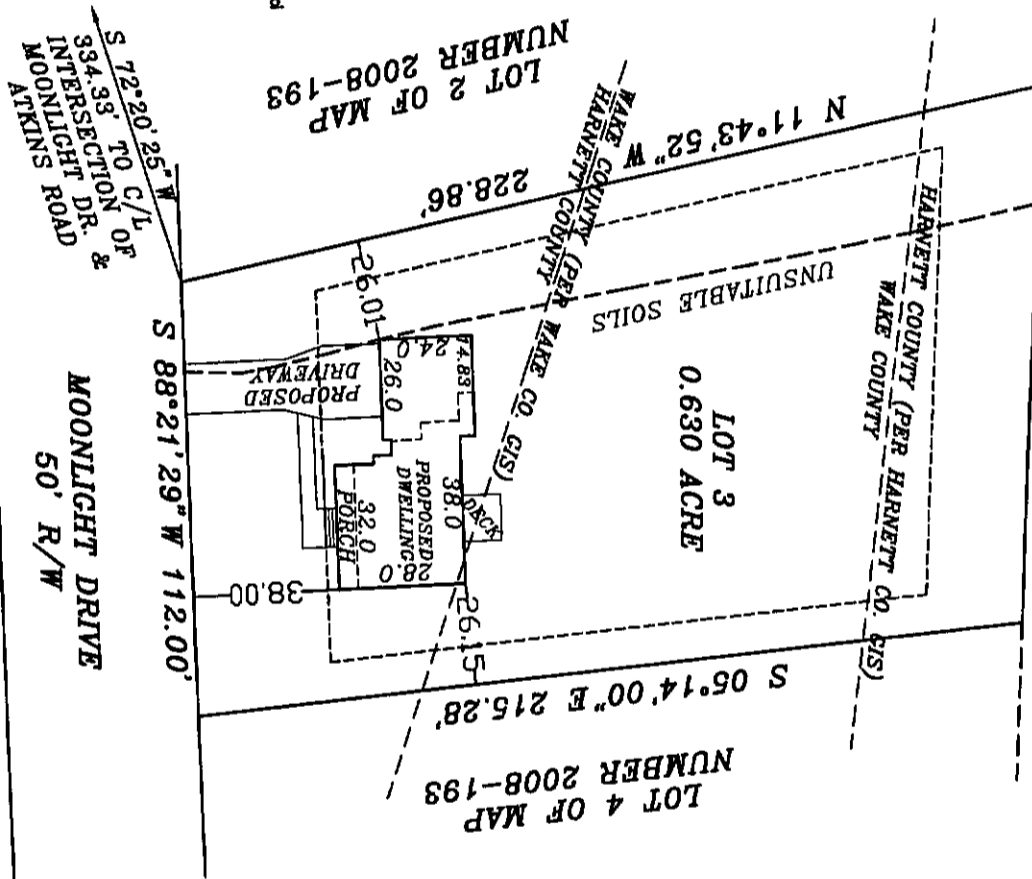 LOT 2 OF MAP
NUMBER 2008-193
S 72°20'25"W
334.33' TO C/L
INTERSECTION OF
MOONLIGHT DR. &
ATKINS ROAD
N 11°43'52" W
228.86'
WAKE COUNTY (PER WAKE CO. GIS)
HARNETT COUNTY
HARNETT COUNTY (PER HARNETT CO. GIS)
WAKE COUNTY
UNSUITABLE SOILS
26.01
24.0
14.83
26.0
PROPOSED
DRIVEWAY
LOT 3
0.630 ACRE
PROPOSED
DWELLING
38.0
DECK
32.0
PORCH
28.0
38.00
26.15
S 88°21'29"W 112.00'
MOONLIGHT DRIVE
50' R/W
S 05°14'00"E 215.28'
LOT 4 OF MAP
NUMBER 2008-193